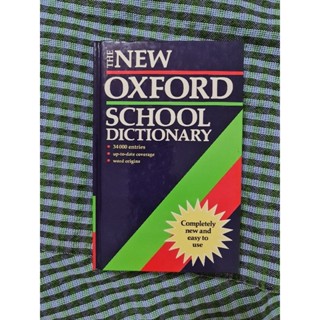 THE NEW
OXFORD
SCHOOL
DICTIONARY
• 34 000 entries
• up-to-date coverage
• word origins
Completely
new and
easy to
use